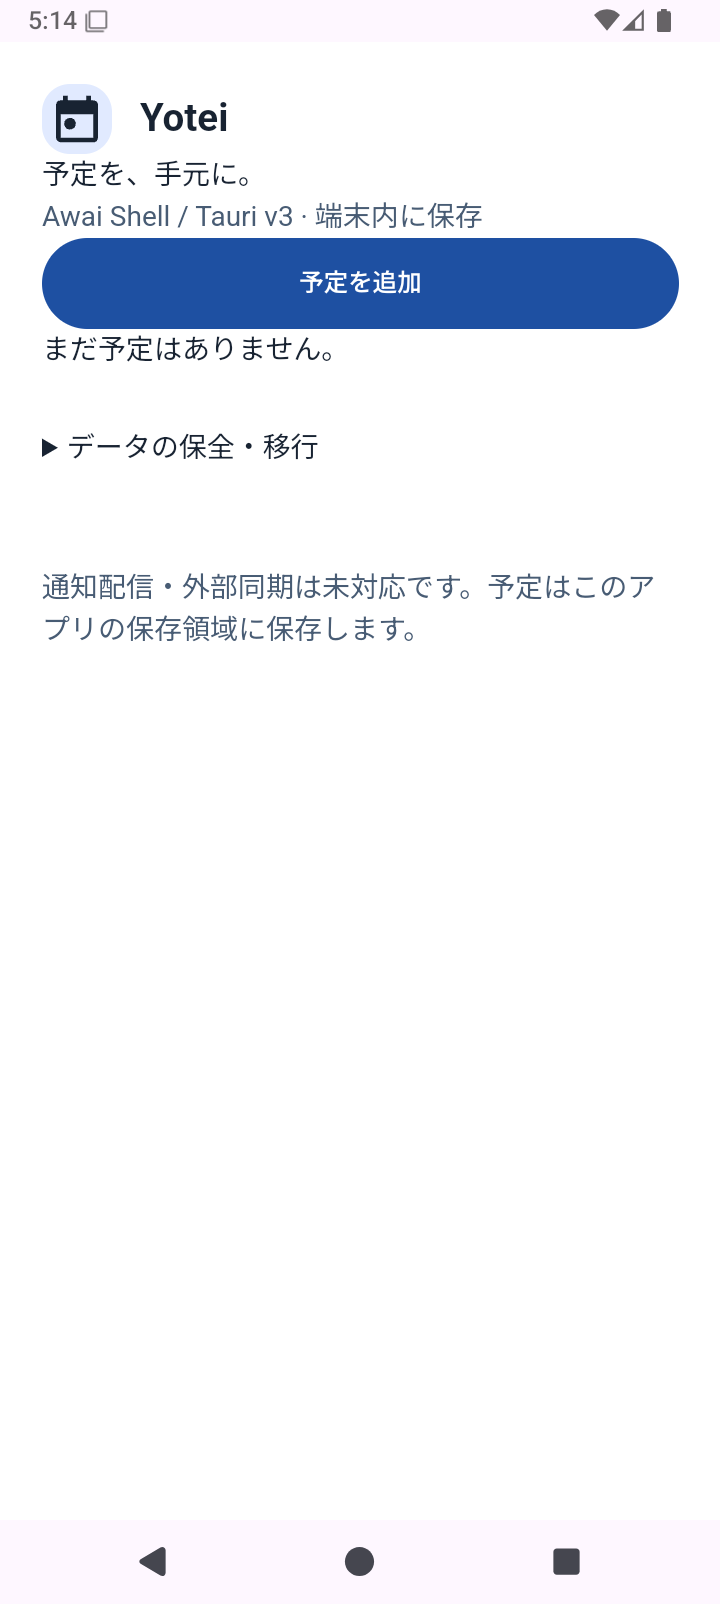 5:14
Yotei
予定を、手元に。
Awai Shell / Tauri v3 · 端末内に保存
予定を追加
まだ予定はありません。
データの保全・移行
通知配信・外部同期は未対応です。予定はこのア
プリの保存領域に保存します。